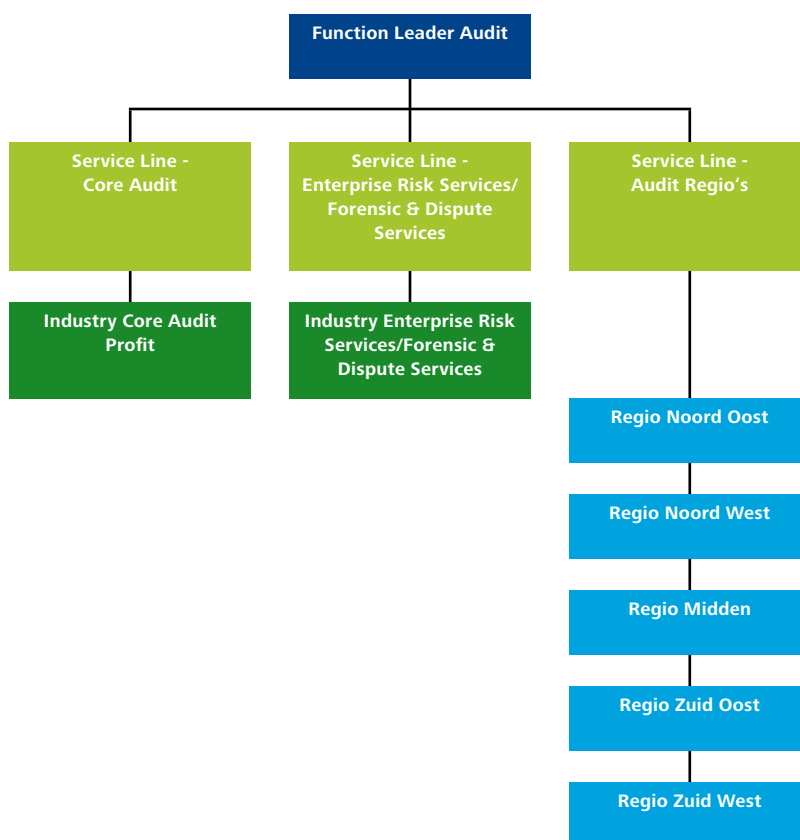 Function Leader Audit
Service Line -
Core Audit
Service Line -
Enterprise Risk Services/
Forensic & Dispute
Services
Service Line -
Audit Regio's
Industry Core Audit
Profit
Industry Enterprise Risk
Services/Forensic &
Dispute Services
Regio Noord Oost
Regio Noord West
Regio Midden
Regio Zuid Oost
Regio Zuid West